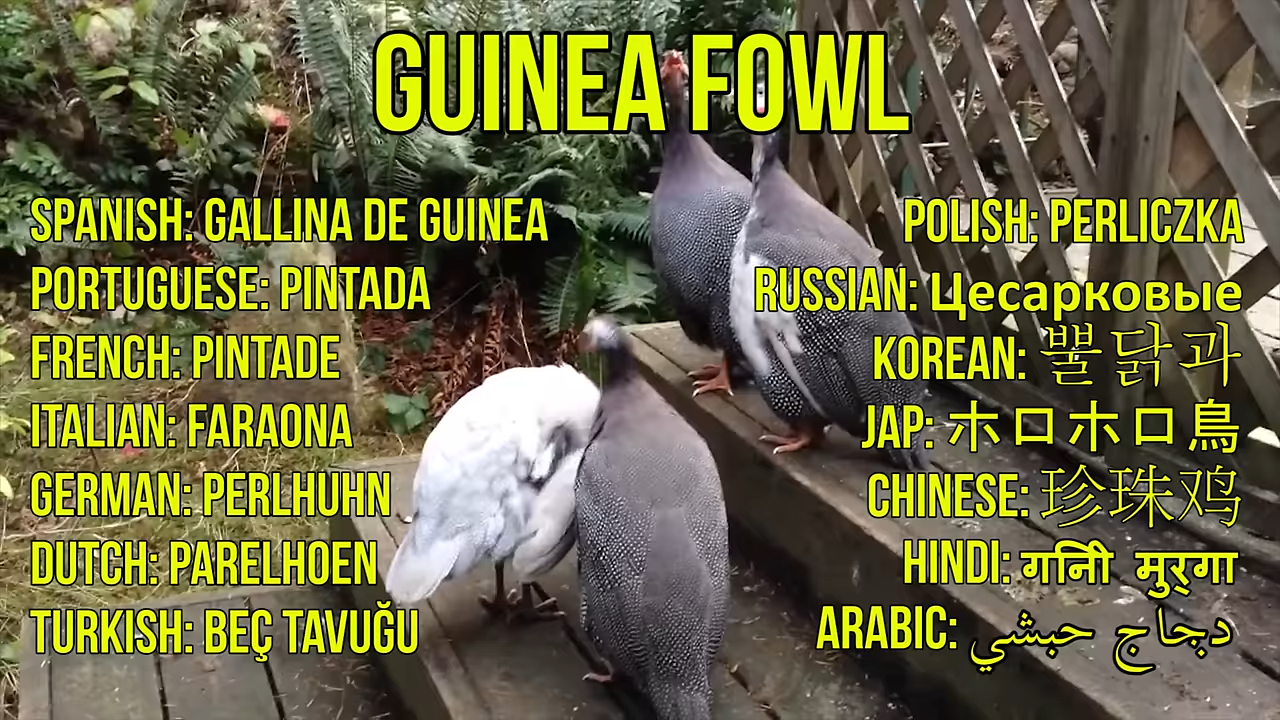 GUINEA FOWL
SPANISH: GALLINA DE GUINEA
PORTUGUESE: PINTADA
FRENCH: PINTADE
ITALIAN: FARAONA
GERMAN: PERLHUHN
DUTCH: PARELHOEN
TURKISH: BEÇ TAVUĞU
POLISH: PERLICZKA
RUSSIAN: Цесарковые
KOREAN: 뿔닭과
JAP: ホロホロ鳥
CHINESE: 珍珠鸡
HINDI: गिनी मुर्गा
ARABIC: دجاج حبشي